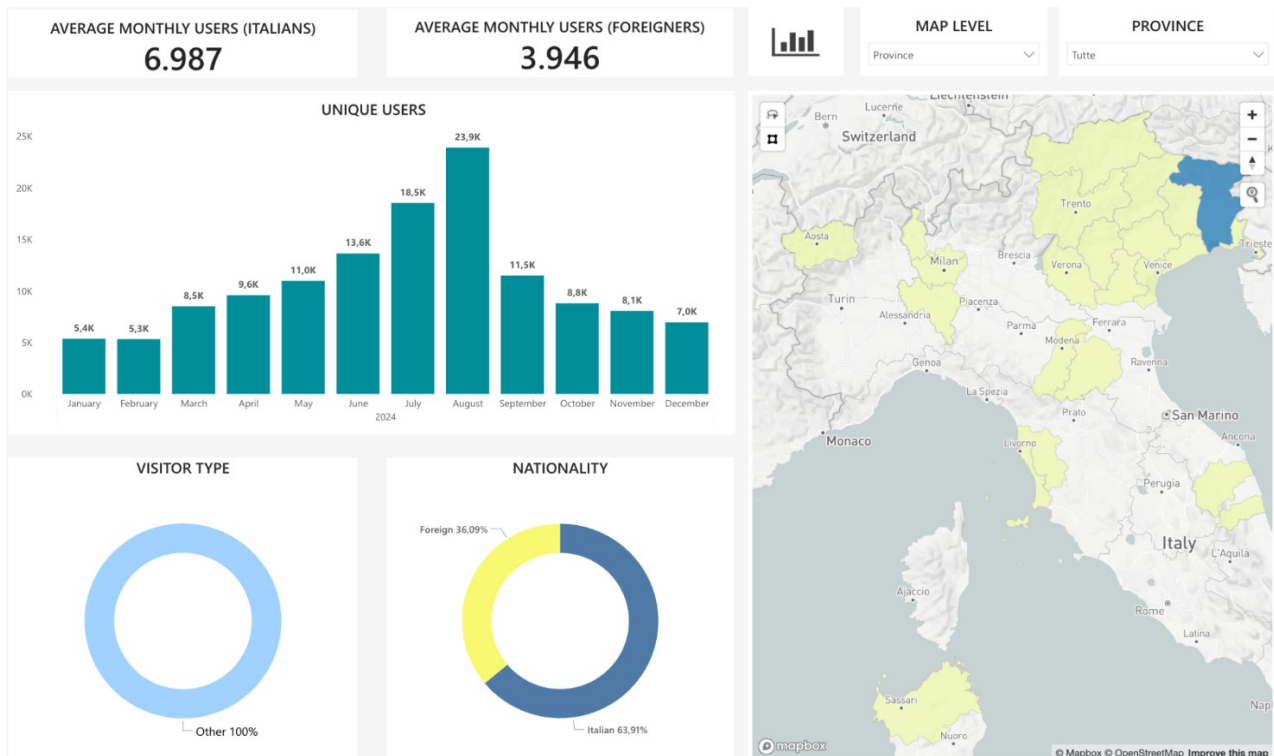 AVERAGE MONTHLY USERS (ITALIANS)
6.987
AVERAGE MONTHLY USERS (FOREIGNERS)
3.946
MAP LEVEL
Province
PROVINCE
Tutte
UNIQUE USERS
25K
20K
15K
10K
5K
0K
5,4K
5,3K
8,5K
9,6K
11,0K
13,6K
18,5K
23,9K
11,5K
8,8K
8,1K
7,0K
January
February
March
April
May
June
July
August
September
October
November
December
2024
VISITOR TYPE
Other 100%
NATIONALITY
Foreign 36,09%
Italian 63,91%
Liechtenstein
Lucerne
Bern
Switzerland
Trento
Aosta
Trieste
Milan
Brescia
Verona
Venice
Turin
Piacenza
Alessandria
Parma
Ferrara
Modena
Genoa
Ravenna
La Spezia
Prato
San Marino
Monaco
Livorno
Ancona
Perugia
Italy
L'Aquila
Ajaccio
Rome
Latina
Sassari
Nuoro
mapbox
© Mapbox © OpenStreetMap Improve this map